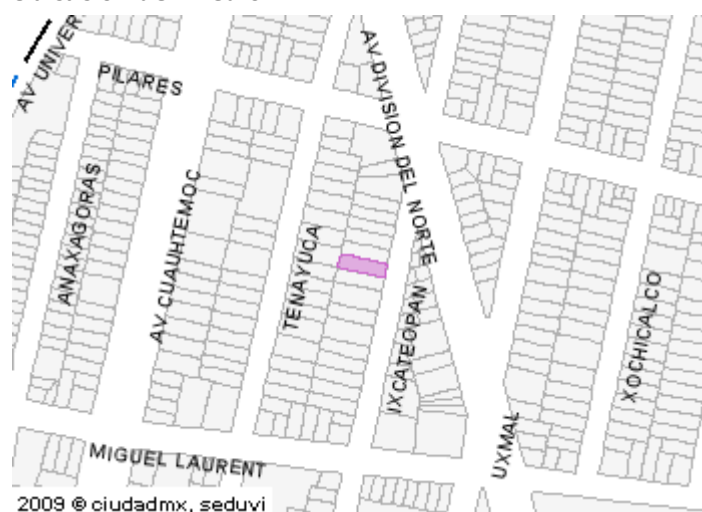 AV UNIVER
PILARES
AV DIVISION DEL NORTE
ANAXAGORAS
AV CUAUHTEMOC
TENAYUCA
IXCATEOPAN
XOCHICALCO
UXMAL
MIGUEL LAURENT
2009 © ciudadmx, seduvi